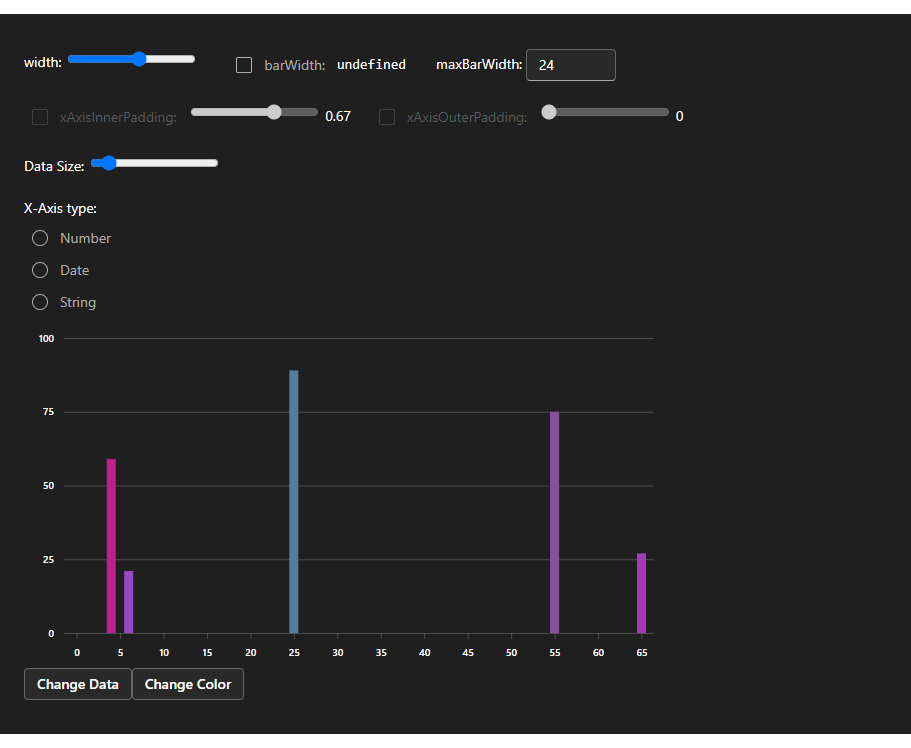 width: barWidth: undefined maxBarWidth: 24
xAxisInnerPadding: 0.67 xAxisOuterPadding: 0
Data Size:
X-Axis type:
Number
Date
String
100
75
50
25
0
0 5 10 15 20 25 30 35 40 45 50 55 60 65
Change Data Change Color